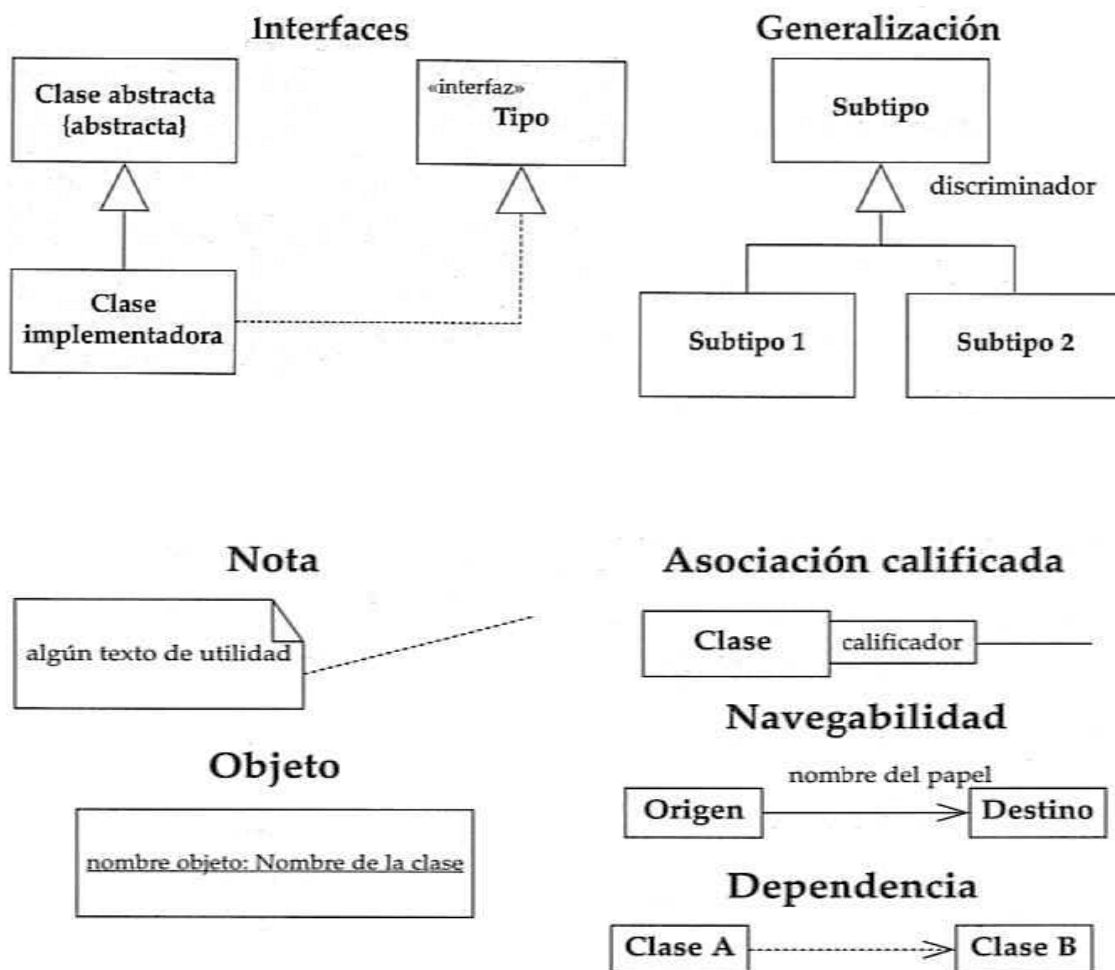 Interfaces
Clase abstracta
{abstracta}
«interfaz»
Tipo
Clase
implementadora
Generalización
Subtipo
discriminador
Subtipo 1
Subtipo 2
Nota
algún texto de utilidad
Objeto
nombre objeto: Nombre de la clase
Asociación calificada
Clase
calificador
Navegabilidad
nombre del papel
Origen
Destino
Dependencia
Clase A
Clase B